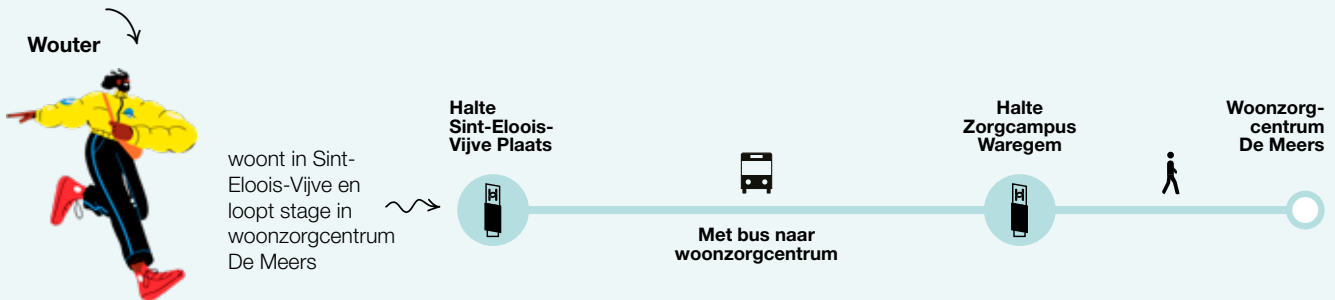 Wouter
woont in Sint-
Eloois-Vijve en
loopt stage in
woonzorgcentrum
De Meers
Halte
Sint-Eloois-
Vijve Plaats
Met bus naar
woonzorgcentrum
Halte
Zorgcampus
Waregem
Woonzorg-
centrum
De Meers